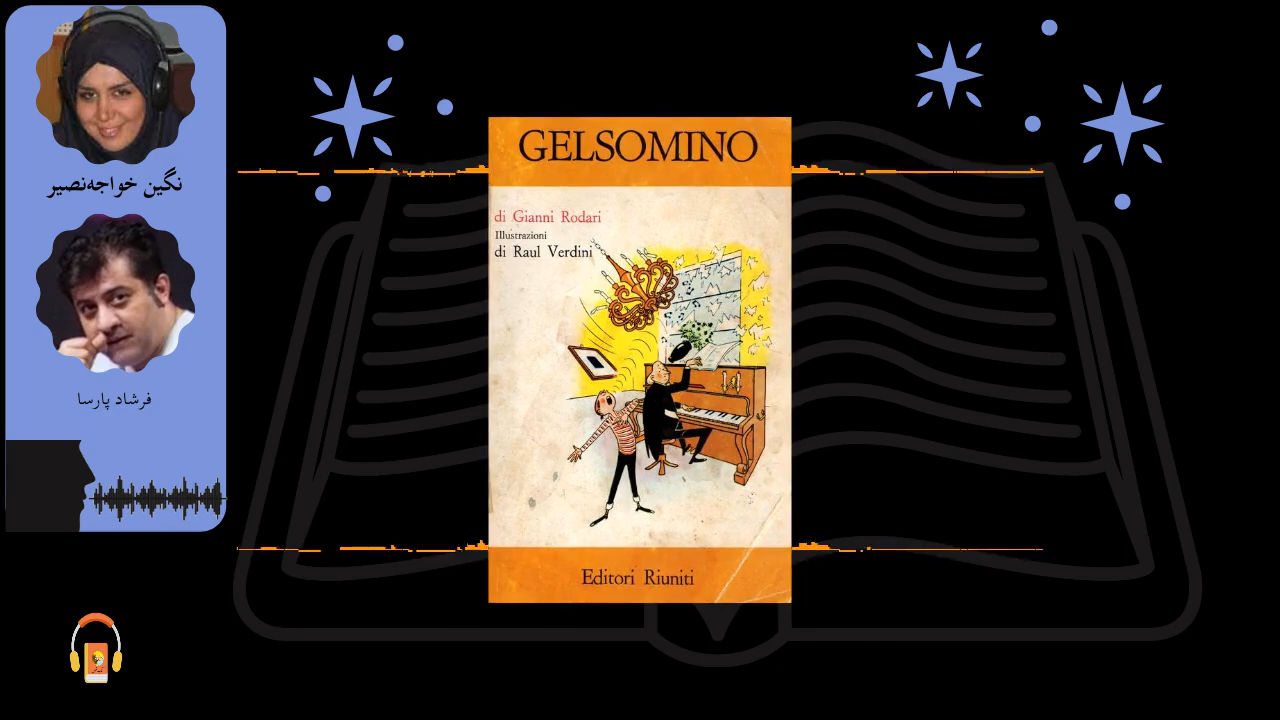 نگین خواجه‌نصیر
فرشاد پارسا
GELSOMINO
di Gianni Rodari
Illustrazioni
di Raul Verdini
Editori Riuniti